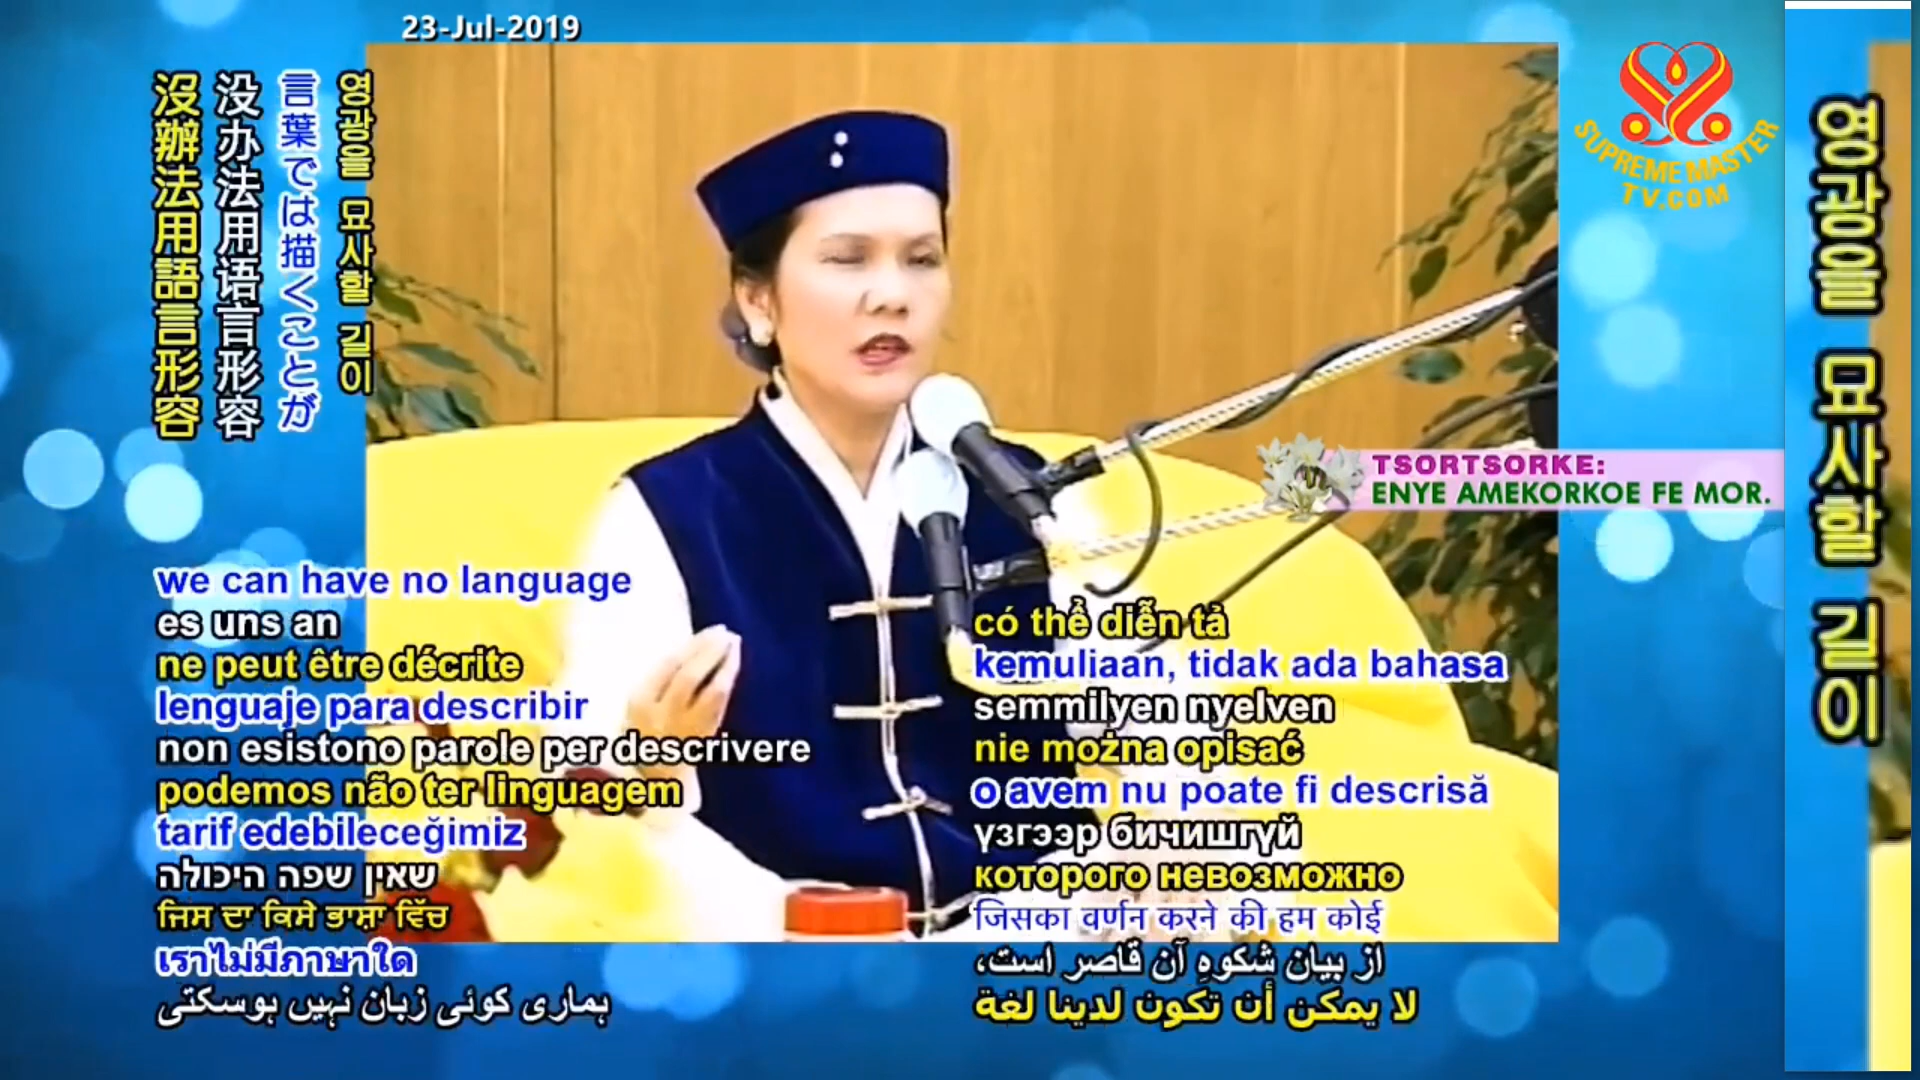 23-Jul-2019
영광을 묘사할 길이
言葉では描くことが
没办法用语言形容
沒辦法用語言形容
SUPREME MASTER
TV.COM
TSORTSORKE:
ENYE AMEKORKOE FE MOR.
we can have no language
es uns an
ne peut être décrite
lenguaje para describir
non esistono parole per descrivere
podemos não ter linguagem
tarif edebileceğimiz
שאין שפה היכולה
ਜਿਸ ਦਾ ਕਿਸੇ ਭਾਸ਼ਾ ਵਿੱਚ
เราไม่มีภาษาใด
ہماری کوئی زبان نہیں ہوسکتی
có thể diễn tả
kemuliaan, tidak ada bahasa
semmilyen nyelven
nie można opisać
o avem nu poate fi descrisă
үзгээр бичишгүй
которого невозможно
जिसका वर्णन करने की हम कोई
از بیان شکوهِ آن قاصر است،
لا يمكن أن تكون لدينا لغة
영광을 묘사할 길이